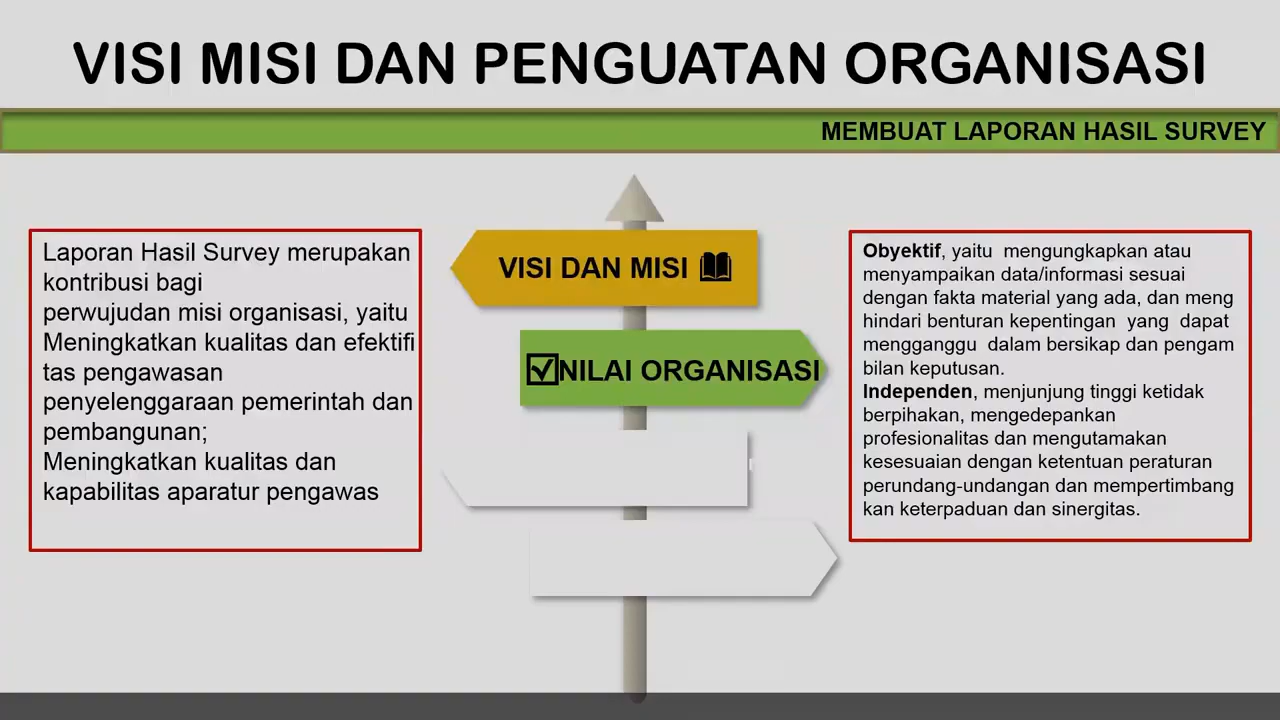 VISI MISI DAN PENGUATAN ORGANISASI
MEMBUAT LAPORAN HASIL SURVEY
Laporan Hasil Survey merupakan
kontribusi bagi
perwujudan misi organisasi, yaitu
Meningkatkan kualitas dan efektifi
tas pengawasan
penyelenggaraan pemerintah dan
pembangunan;
Meningkatkan kualitas dan
kapabilitas aparatur pengawas
VISI DAN MISI
NILAI ORGANISASI
Obyektif, yaitu mengungkapkan atau
menyampaikan data/informasi sesuai
dengan fakta material yang ada, dan meng
hindari benturan kepentingan yang dapat
mengganggu dalam bersikap dan pengam
bilan keputusan.
Independen, menjunjung tinggi ketidak
berpihakan, mengedepankan
profesionalitas dan mengutamakan
kesesuaian dengan ketentuan peraturan
perundang-undangan dan mempertimbang
kan keterpaduan dan sinergitas.